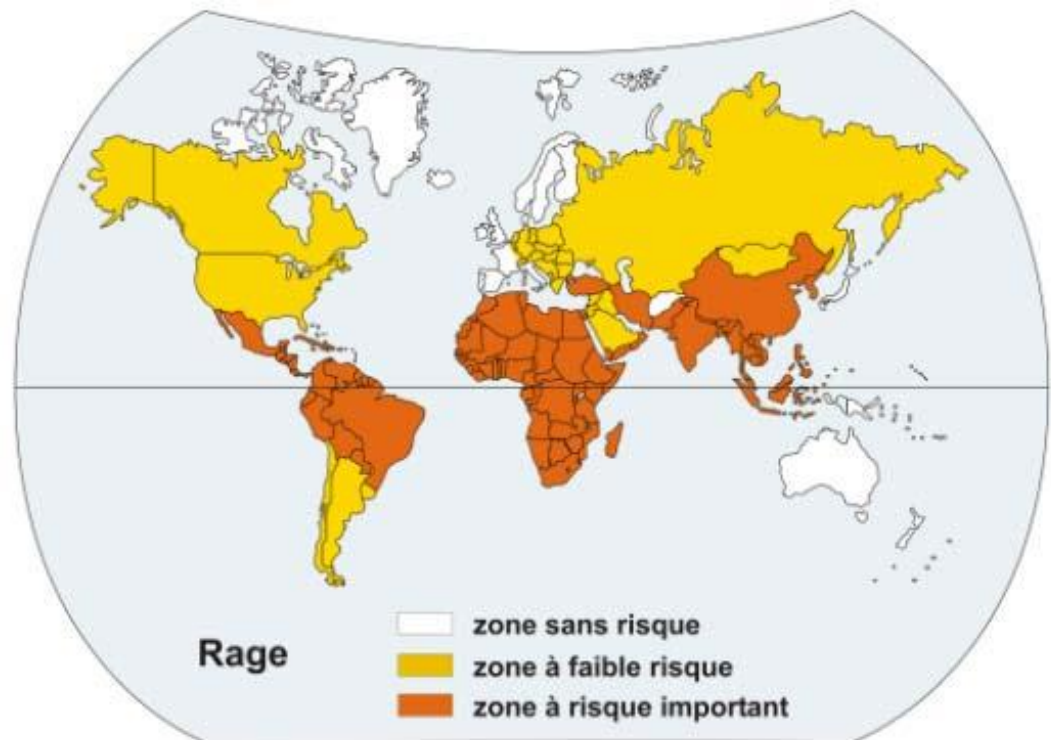 Rage
zone sans risque
zone à faible risque
zone à risque important